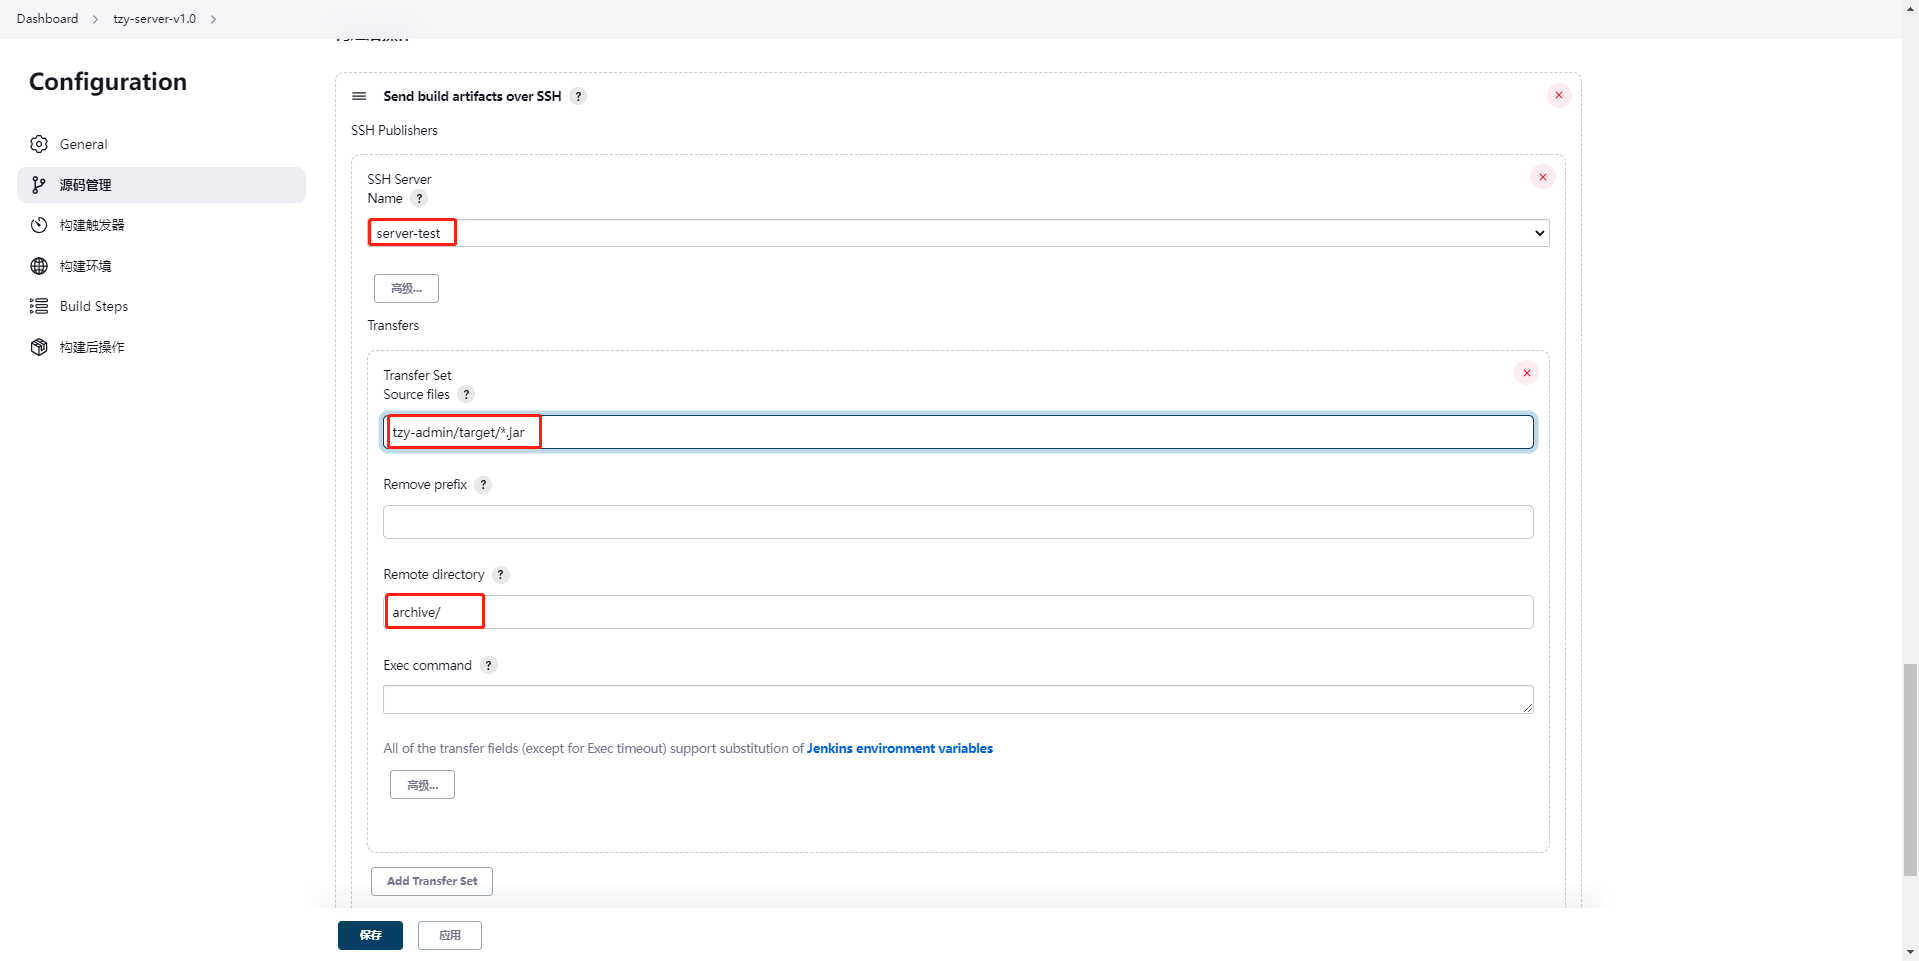 Dashboard > tzy-server-v1.0 >
Configuration
General
源码管理
构建触发器
构建环境
Build Steps
构建后操作
Send build artifacts over SSH ?
SSH Publishers
SSH Server
Name ?
server-test
高级...
Transfers
Transfer Set
Source files ?
tzy-admin/target/*.jar
Remove prefix ?
Remote directory ?
archive/
Exec command ?
All of the transfer fields (except for Exec timeout) support substitution of Jenkins environment variables
高级...
Add Transfer Set
保存
应用